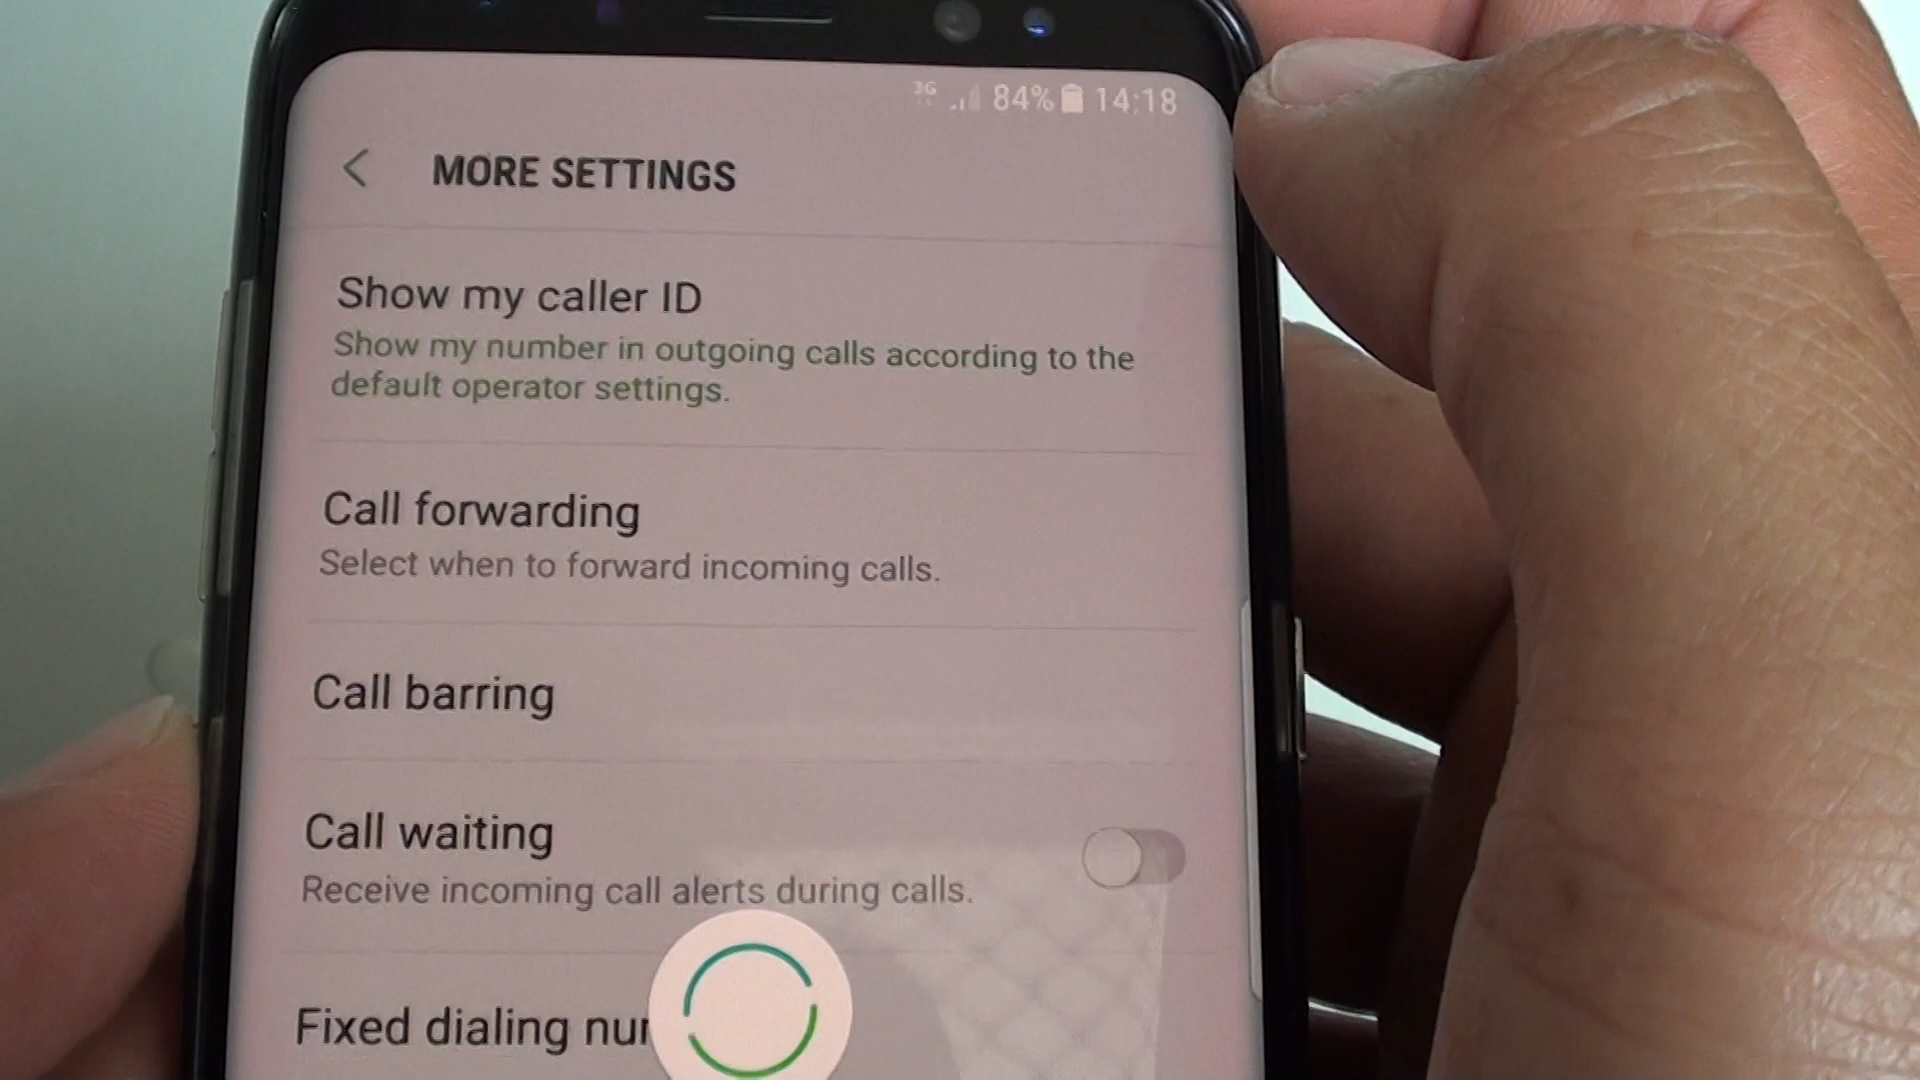 3G 84% 14:18
MORE SETTINGS
Show my caller ID
Show my number in outgoing calls according to the
default operator settings.
Call forwarding
Select when to forward incoming calls.
Call barring
Call waiting
Receive incoming call alerts during calls.
Fixed dialing